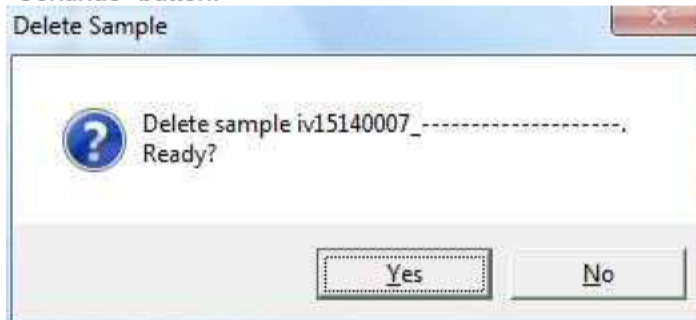 Delete Sample
Delete sample iv15140007_--------------------.
Ready?
Yes
No